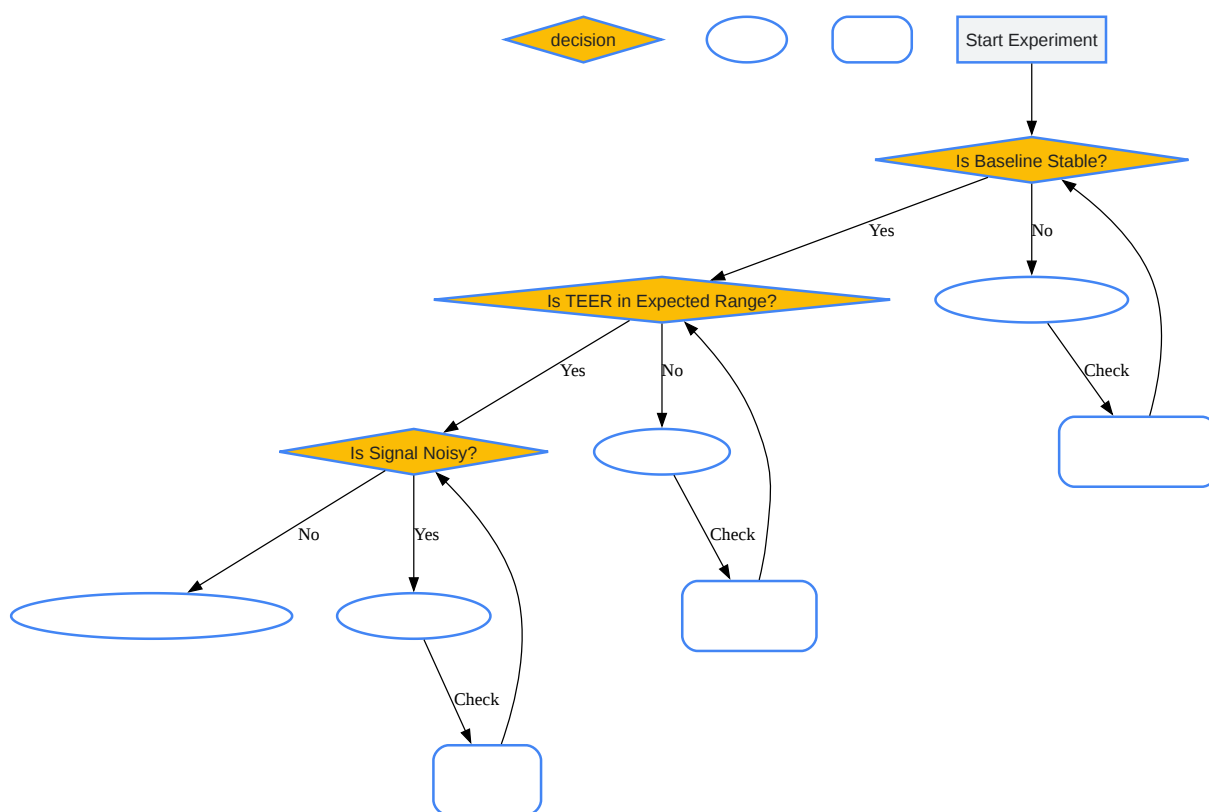 decision
Start Experiment
Is Baseline Stable?
Yes
No
Is TEER in Expected Range?
Yes
No
Check
Is Signal Noisy?
No
Yes
Check
Check